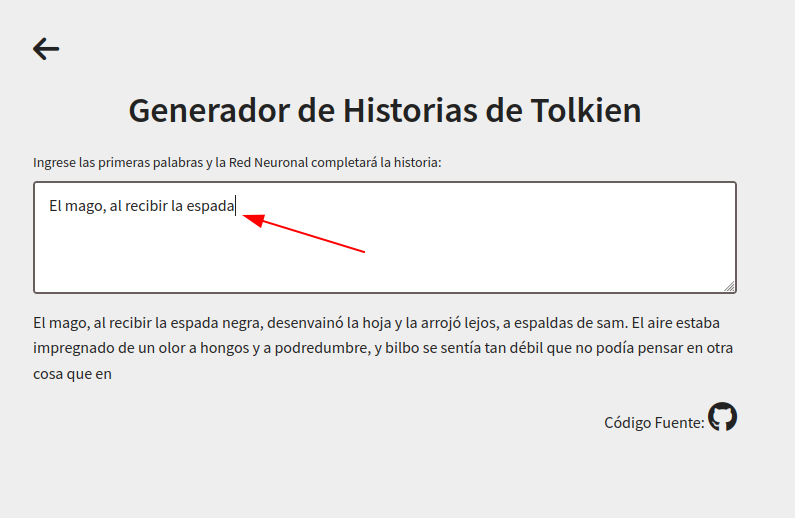 Generador de Historias de Tolkien
Ingrese las primeras palabras y la Red Neuronal completará la historia:
El mago, al recibir la espada
El mago, al recibir la espada negra, desenvainó la hoja y la arrojó lejos, a espaldas de sam. El aire estaba
impregnado de un olor a hongos y a podredumbre, y bilbo se sentía tan débil que no podía pensar en otra
cosa que en
Código Fuente: